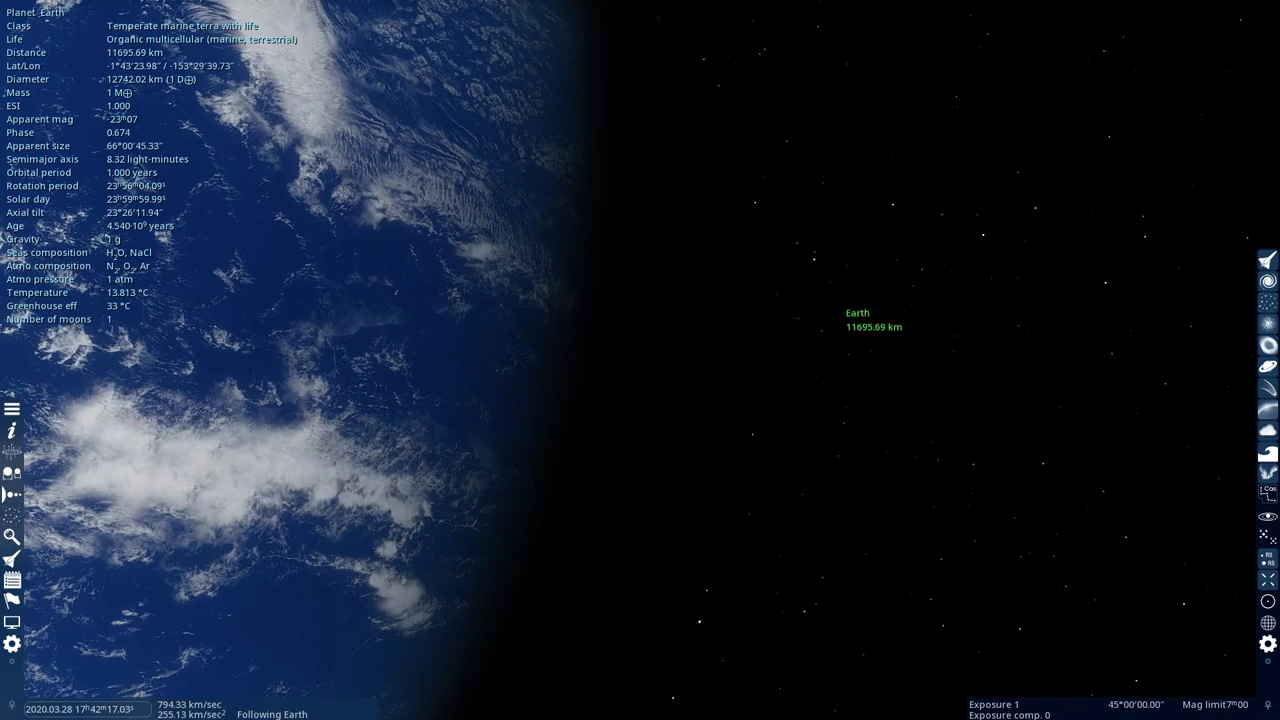 Planet Earth
Class Temperate marine terra with life
Life Organic multicellular (marine, terrestrial)
Distance 11695.69 km
Lat/Lon -1°43′23.98″ / -153°29′39.73″
Diameter 12742.02 km (1 D⊕)
Mass 1 M⊕
ESI 1.000
Apparent mag -23ᵐ07
Phase 0.674
Apparent size 66°00′45.33″
Semimajor axis 8.32 light-minutes
Orbital period 1.000 years
Rotation period 23ʰ56ᵐ04.09ˢ
Solar day 23ʰ59ᵐ59.99ˢ
Axial tilt 23°26′11.94″
Age 4.540·10⁹ years
Gravity 1 g
Seas composition H₂O, NaCl
Atmo composition N₂, O₂, Ar
Atmo pressure 1 atm
Temperature 13.813 °C
Greenhouse eff 33 °C
Number of moons 1
Earth
11695.69 km
Cas
RS
RS
2020.03.28 17ʰ42ᵐ17.03ˢ
794.33 km/sec
255.13 km/sec² Following Earth
Exposure 1 45°00′00.00″ Mag limit 7ᵐ00
Exposure comp. 0